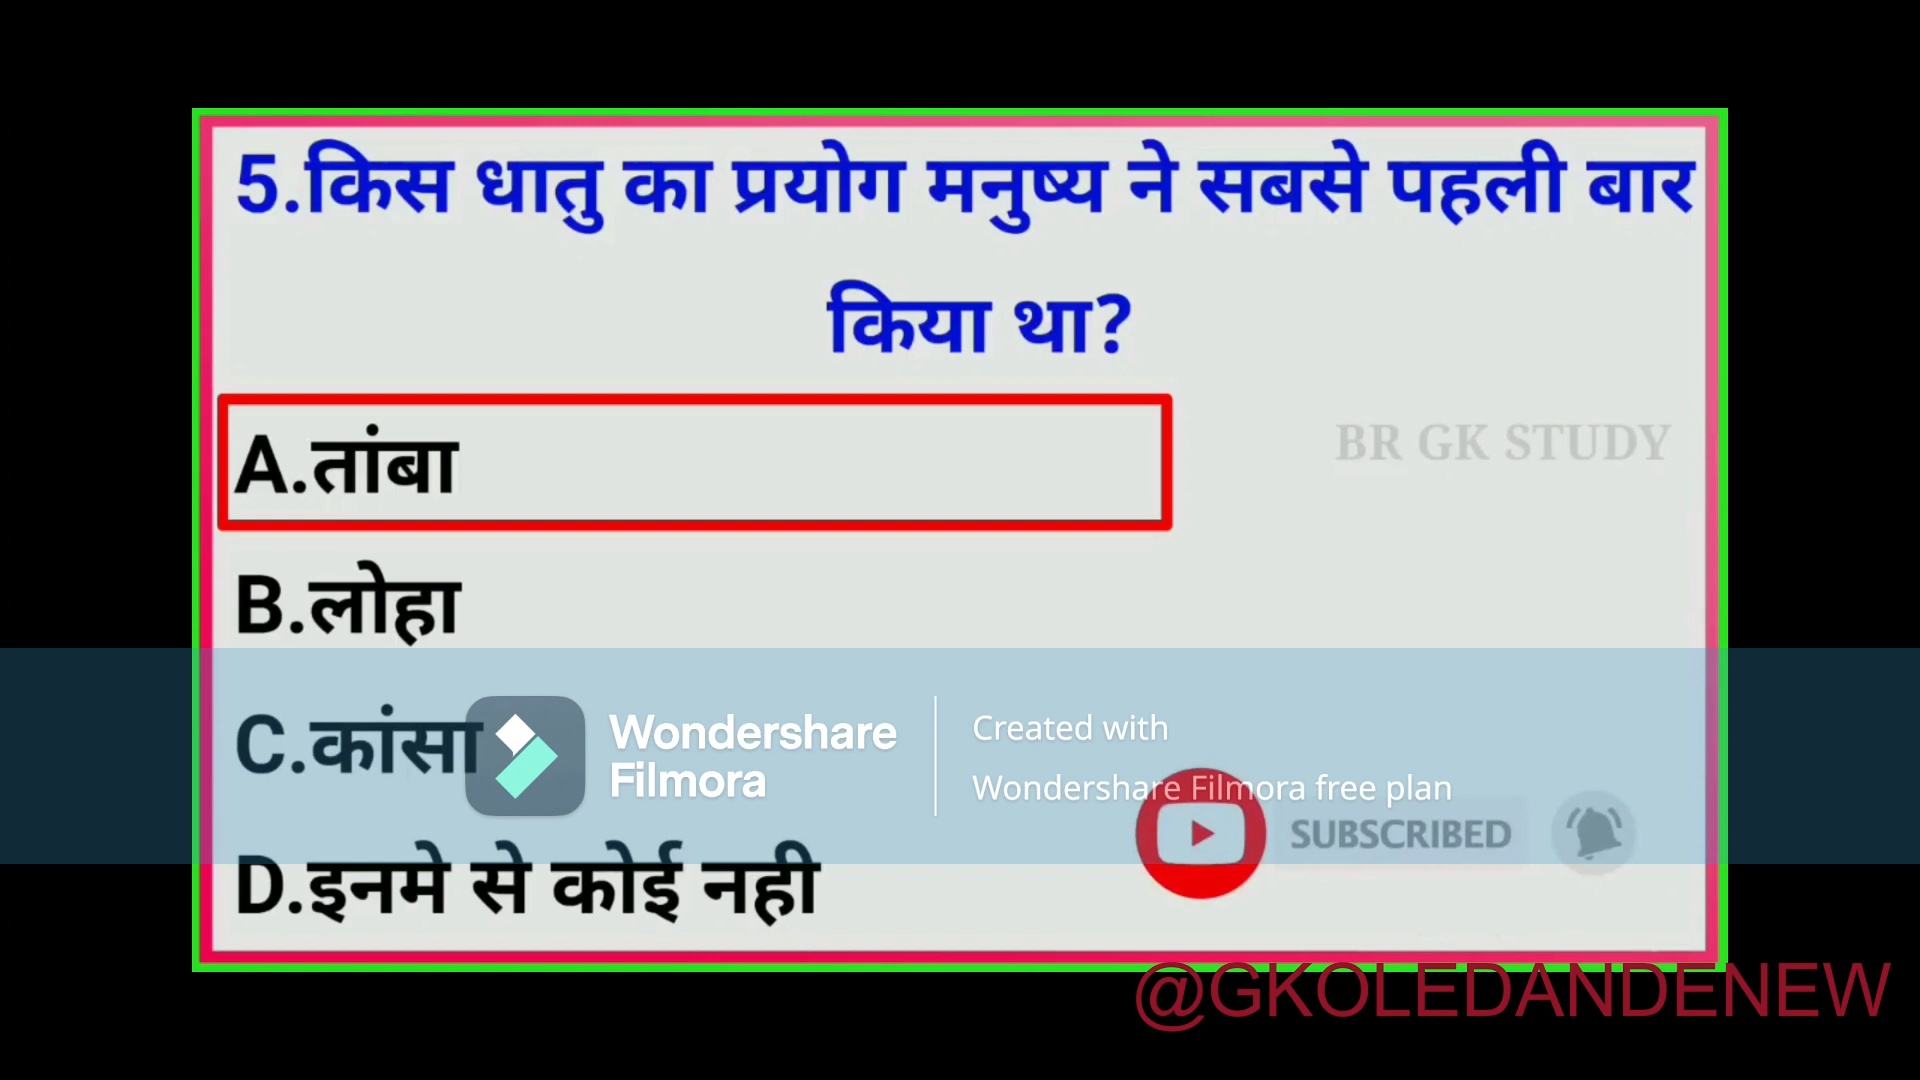 5.किस धातु का प्रयोग मनुष्य ने सबसे पहली बार
किया था?
A.तांबा
BR GK STUDY
B.लोहा
C.कांसा
Wondershare
Filmora
Created with
Wondershare Filmora free plan
SUBSCRIBED
D.इनमे से कोई नही
@GKOLEDANDENEW